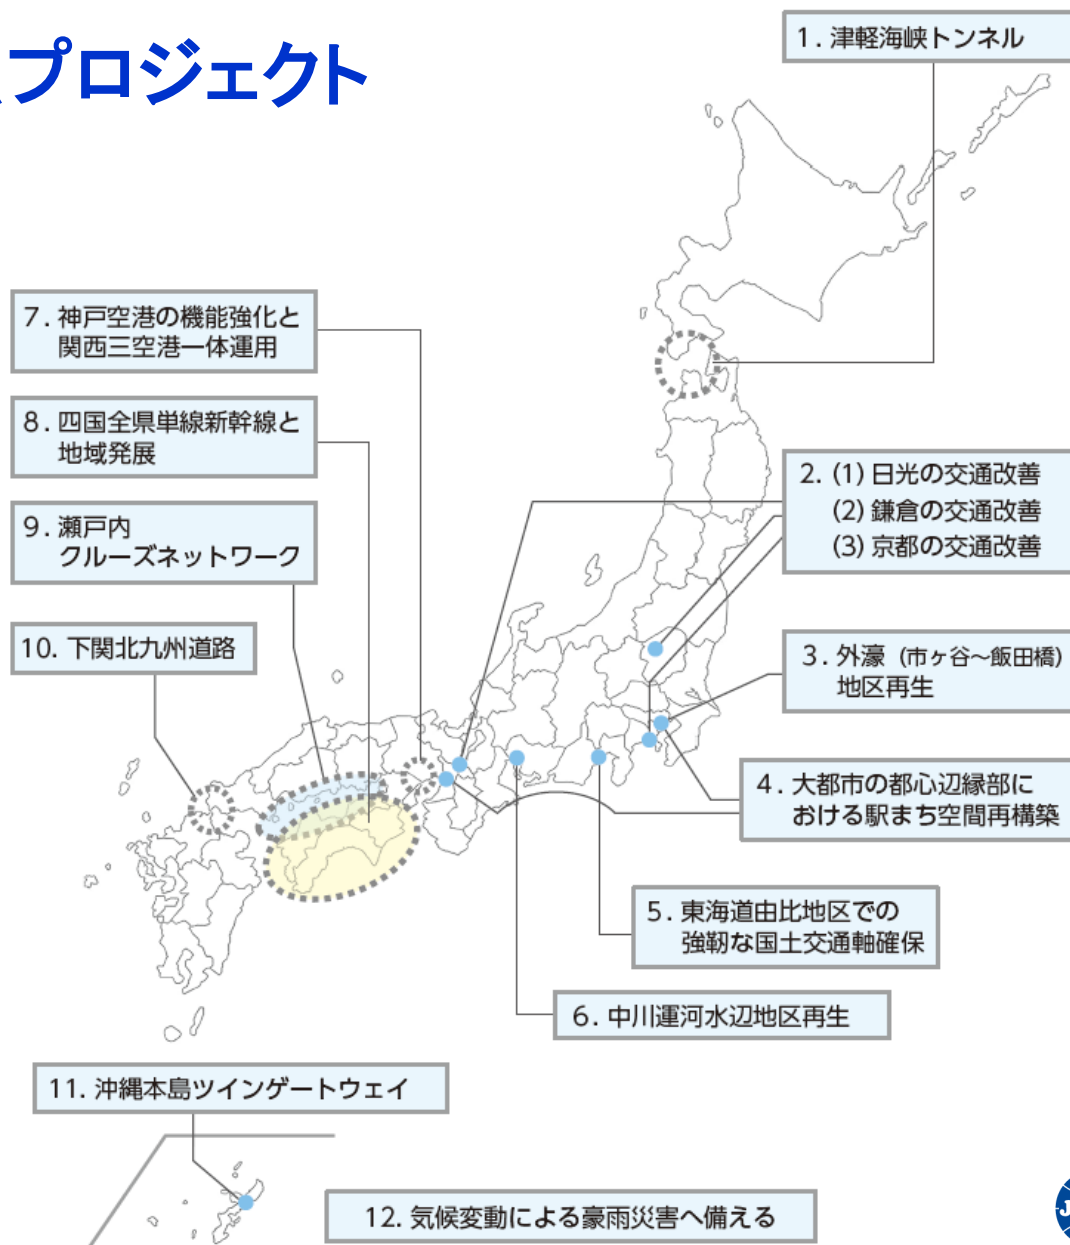 プロジェクト
1. 津軽海峡トンネル
7. 神戸空港の機能強化と
関西三空港一体運用
8. 四国全県単線新幹線と
地域発展
9. 瀬戸内
クルーズネットワーク
10. 下関北九州道路
2. (1) 日光の交通改善
(2) 鎌倉の交通改善
(3) 京都の交通改善
3. 外濠（市ヶ谷〜飯田橋）
地区再生
4. 大都市の都心辺縁部に
おける駅まち空間再構築
5. 東海道由比地区での
強靭な国土交通軸確保
6. 中川運河水辺地区再生
11. 沖縄本島ツインゲートウェイ
12. 気候変動による豪雨災害へ備える